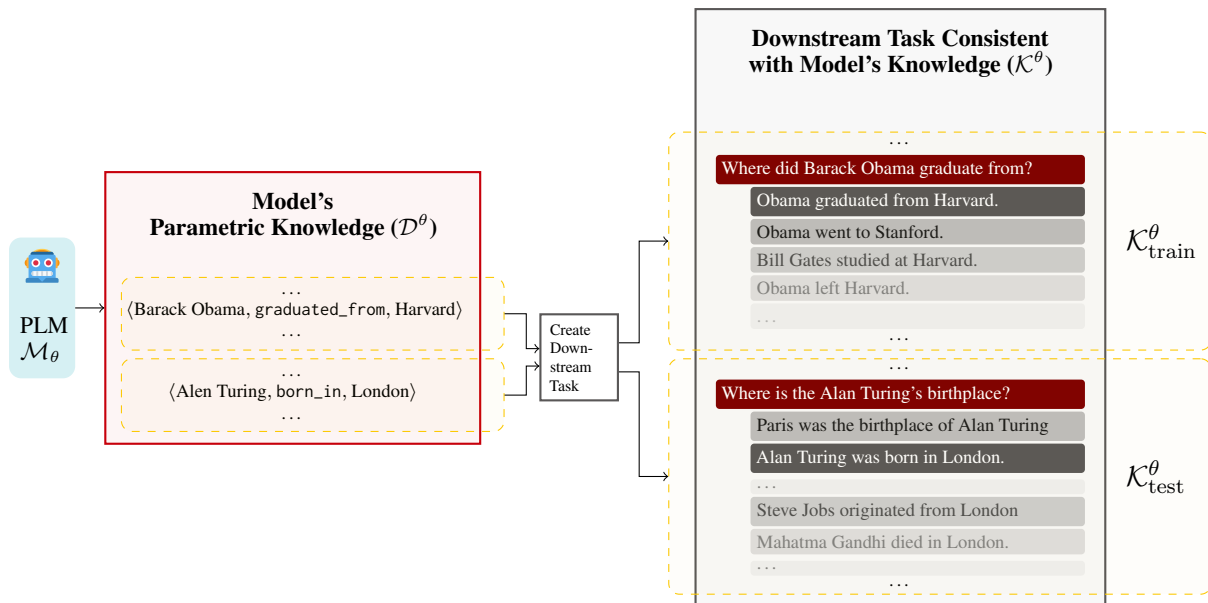 PLM
ℳ_θ
Model's
Parametric Knowledge (𝒟^θ)
...
⟨Barack Obama, graduated_from, Harvard⟩
...
...
⟨Alen Turing, born_in, London⟩
...
Create
Down-
stream
Task
Downstream Task Consistent
with Model's Knowledge (𝒦^θ)
...
Where did Barack Obama graduate from?
Obama graduated from Harvard.
Obama went to Stanford.
Bill Gates studied at Harvard.
Obama left Harvard.
...
...
𝒦^θ_train
...
Where is the Alan Turing's birthplace?
Paris was the birthplace of Alan Turing
Alan Turing was born in London.
...
Steve Jobs originated from London
Mahatma Gandhi died in London.
...
...
𝒦^θ_test